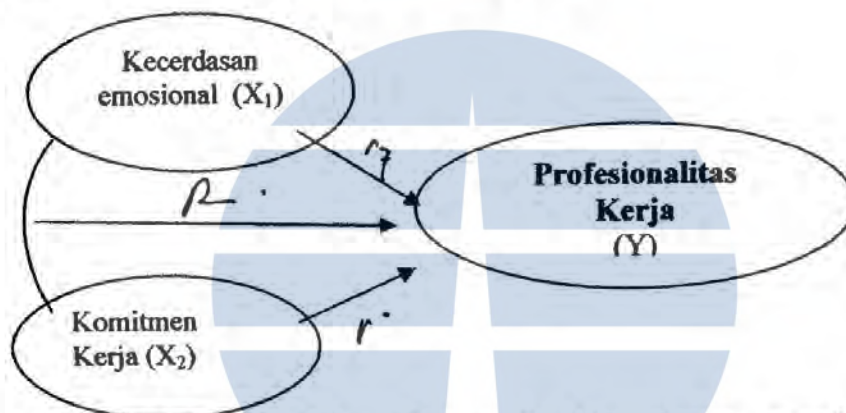 Kecerdasan
emosional (X₁)
Profesionalitas
Kerja
(Y)
R
r
Komitmen
Kerja (X₂)